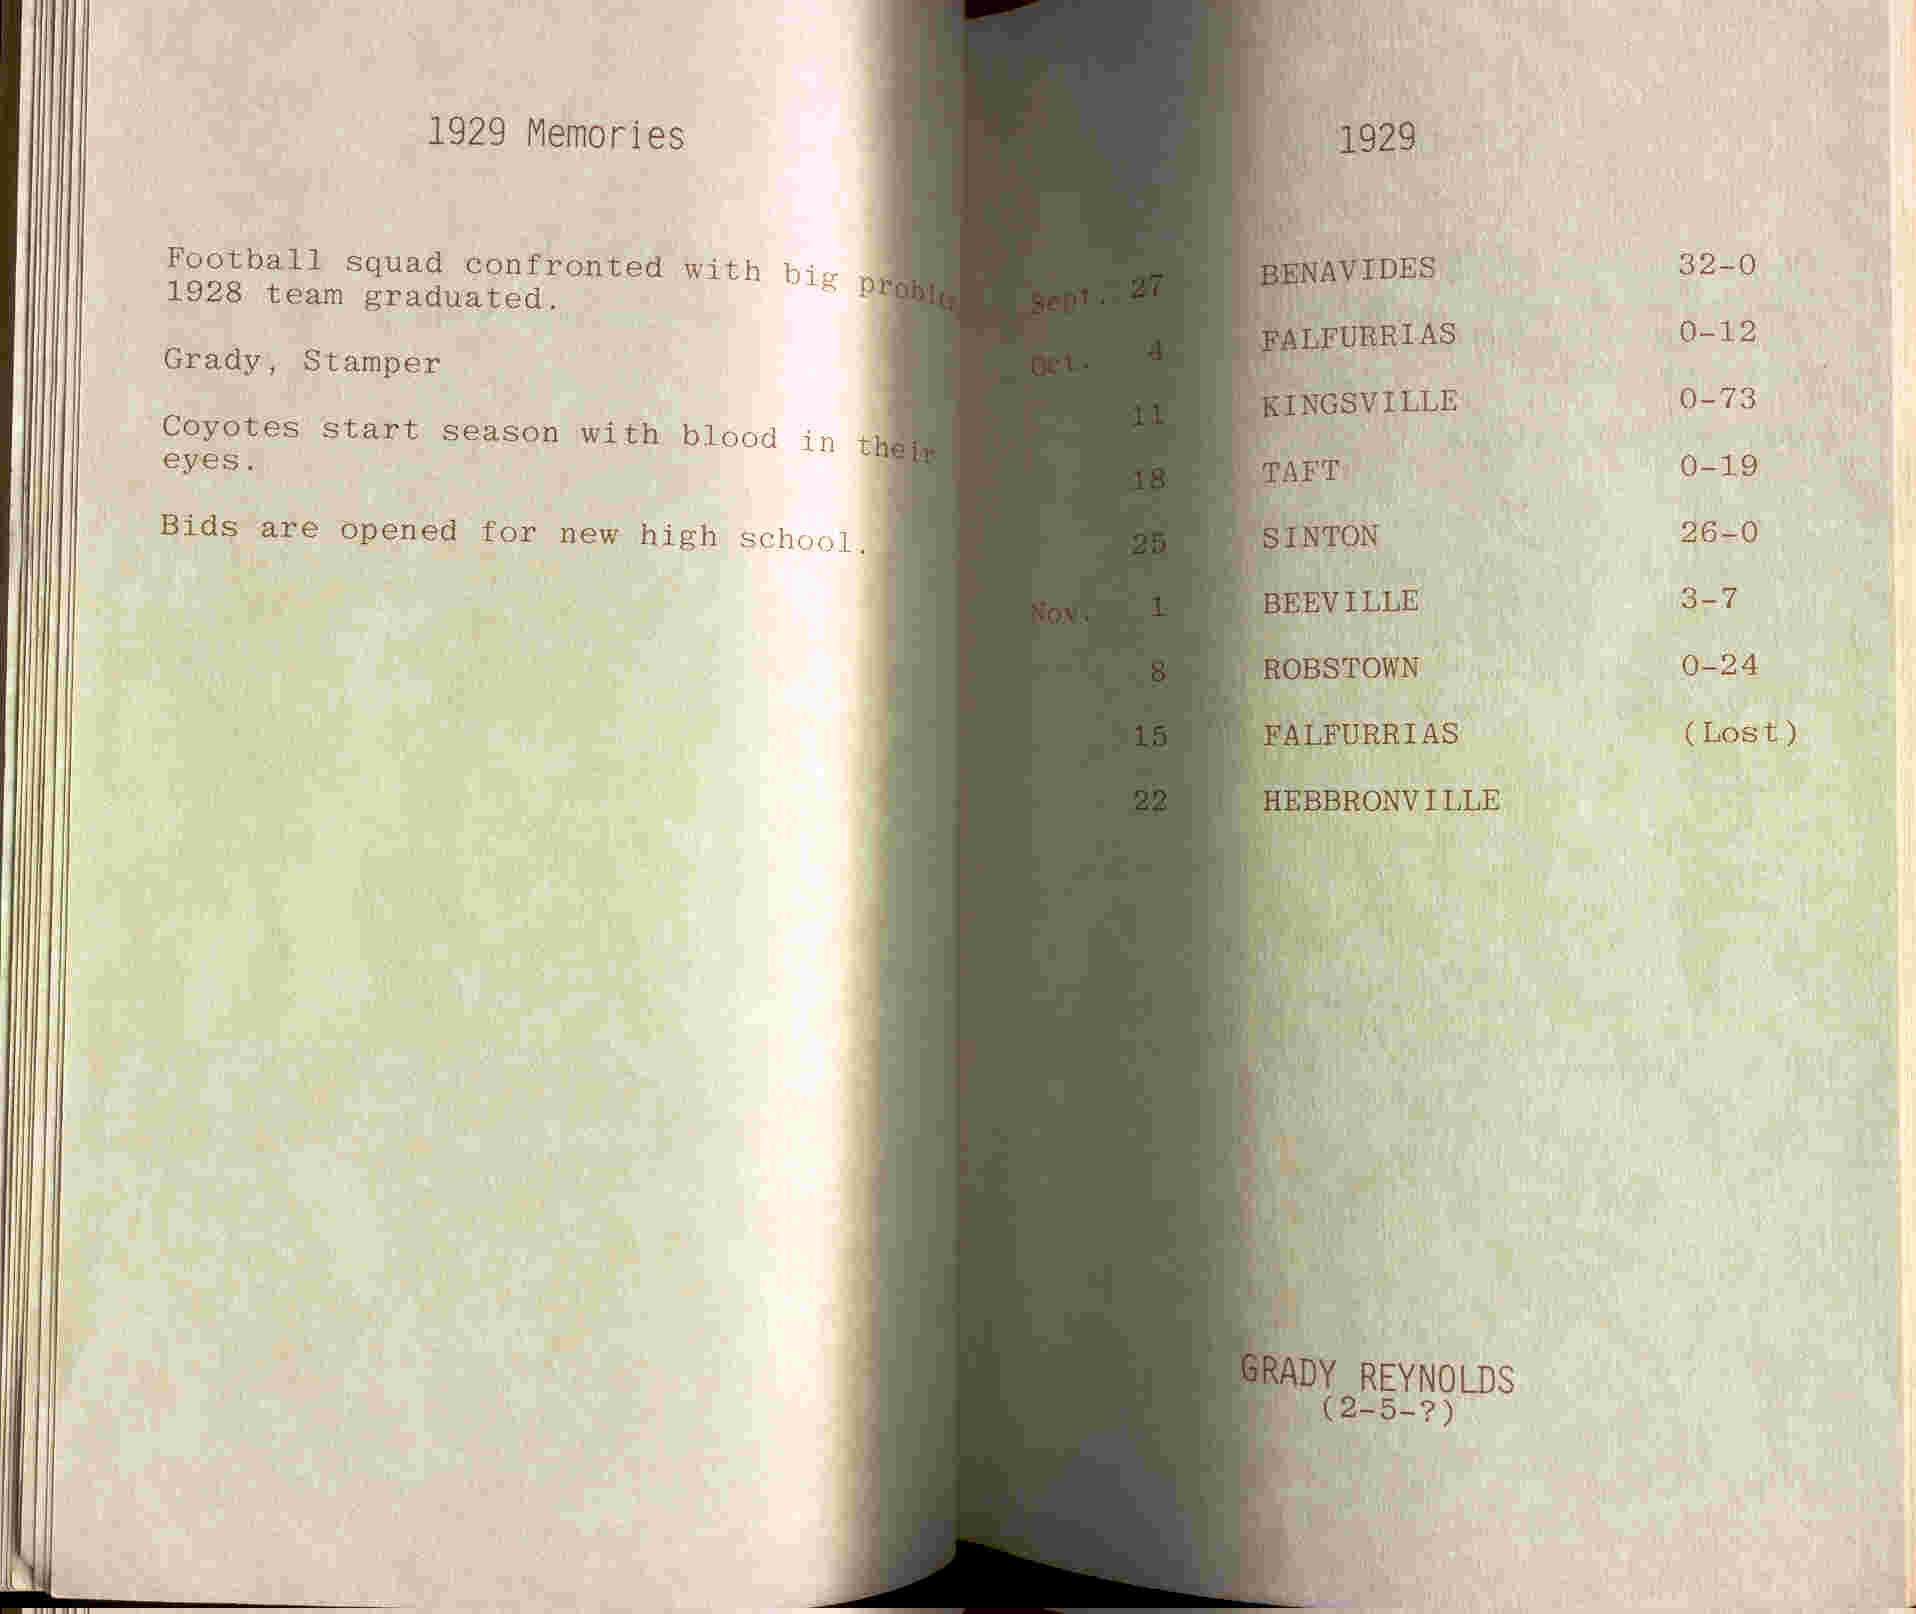 1929 Memories
Football squad confronted with big
1928 team graduated.
Grady, Stamper
Coyotes start season with blood in their
eyes.
Bids are opened for new high school.
1929
Sept. 27 BENAVIDES 32-0
Oct. 4 FALFURRIAS 0-12
11 KINGSVILLE 0-73
18 TAFT 0-19
25 SINTON 26-0
Nov. 1 BEEVILLE 3-7
8 ROBSTOWN 0-24
15 FALFURRIAS (Lost)
22 HEBBRONVILLE
GRADY REYNOLDS
(2-5-?)